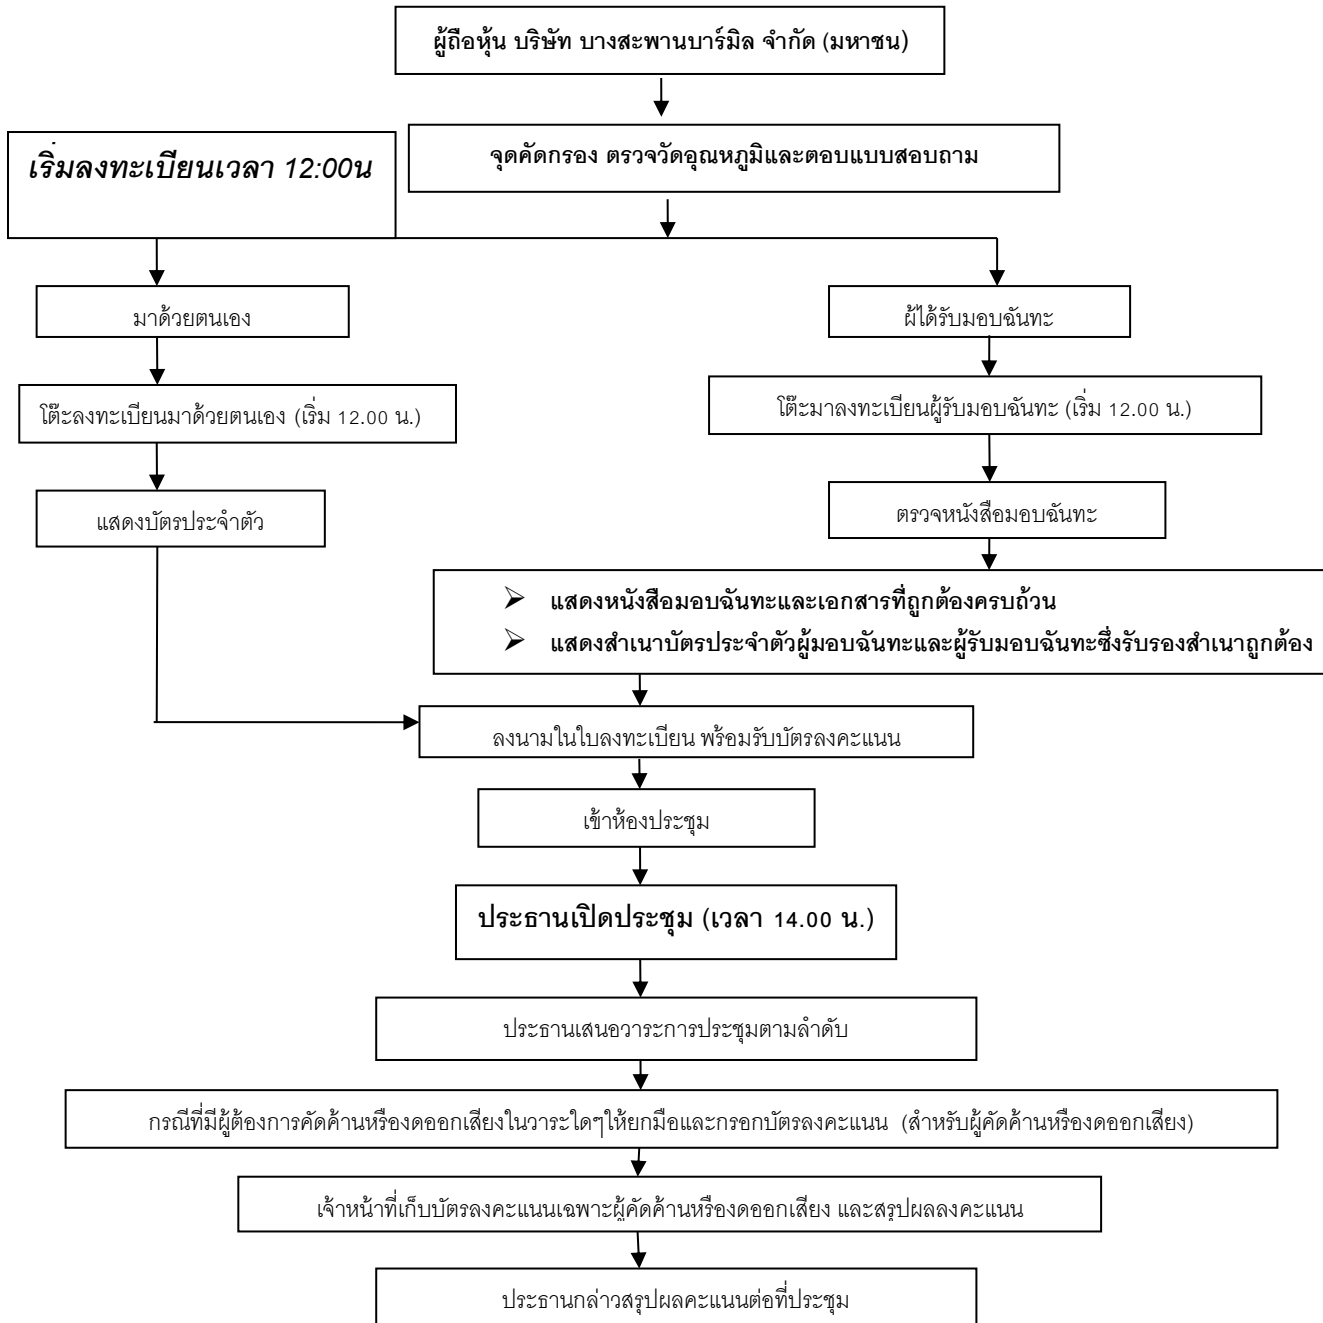 ผู้ถือหุ้น บริษัท บางสะพานบาร์มิล จำกัด (มหาชน)
เริ่มลงทะเบียนเวลา 12:00น
จุดคัดกรอง ตรวจวัดอุณหภูมิและตอบแบบสอบถาม
มาด้วยตนเอง
ผู้ได้รับมอบฉันทะ
โต๊ะลงทะเบียนมาด้วยตนเอง (เริ่ม 12.00 น.)
โต๊ะมาลงทะเบียนผู้รับมอบฉันทะ (เริ่ม 12.00 น.)
แสดงบัตรประจำตัว
ตรวจหนังสือมอบฉันทะ
➢ แสดงหนังสือมอบฉันทะและเอกสารที่ถูกต้องครบถ้วน
➢ แสดงสำเนาบัตรประจำตัวผู้มอบฉันทะและผู้รับมอบฉันทะซึ่งรับรองสำเนาถูกต้อง
ลงนามในใบลงทะเบียน พร้อมรับบัตรลงคะแนน
เข้าห้องประชุม
ประธานเปิดประชุม (เวลา 14.00 น.)
ประธานเสนอวาระการประชุมตามลำดับ
กรณีที่มีผู้ต้องการคัดค้านหรืองดออกเสียงในวาระใดๆให้ยกมือและกรอกบัตรลงคะแนน (สำหรับผู้คัดค้านหรืองดออกเสียง)
เจ้าหน้าที่เก็บบัตรลงคะแนนเฉพาะผู้คัดค้านหรืองดออกเสียง และสรุปผลลงคะแนน
ประธานกล่าวสรุปผลคะแนนต่อที่ประชุม